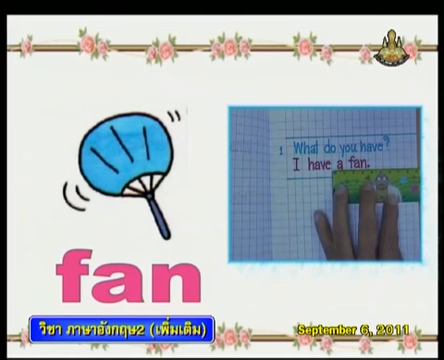 fan
1 What do you have?
I have a fan.
วิชา ภาษาอังกฤษ2 (เพิ่มเติม)
September 6, 2011